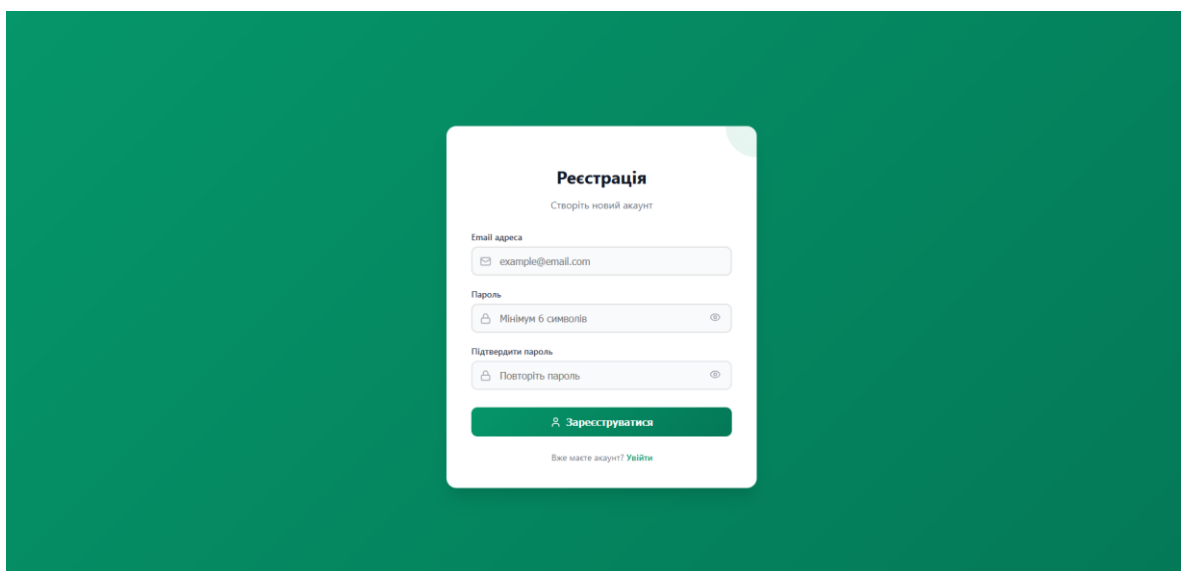 Реєстрація
Створіть новий акаунт
Email адреса
example@email.com
Пароль
Мінімум 6 символів
Підтвердити пароль
Повторіть пароль
Зареєструватися
Вже маєте акаунт? Увійти